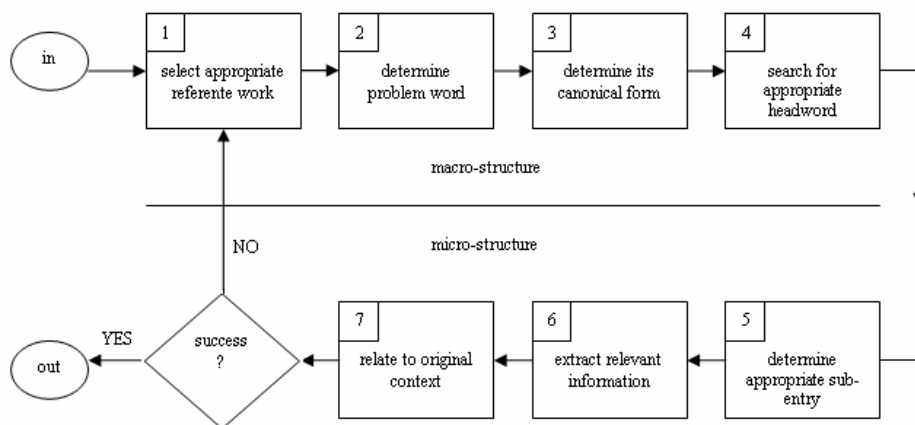 in
1
select appropriate
referente work
2
determine
problem word
3
determine its
canonical form
4
search for
appropriate
headword
macro-structure
micro-structure
NO
YES
out
success
?
7
relate to original
context
6
extract relevant
information
5
determine
appropriate sub-
entry